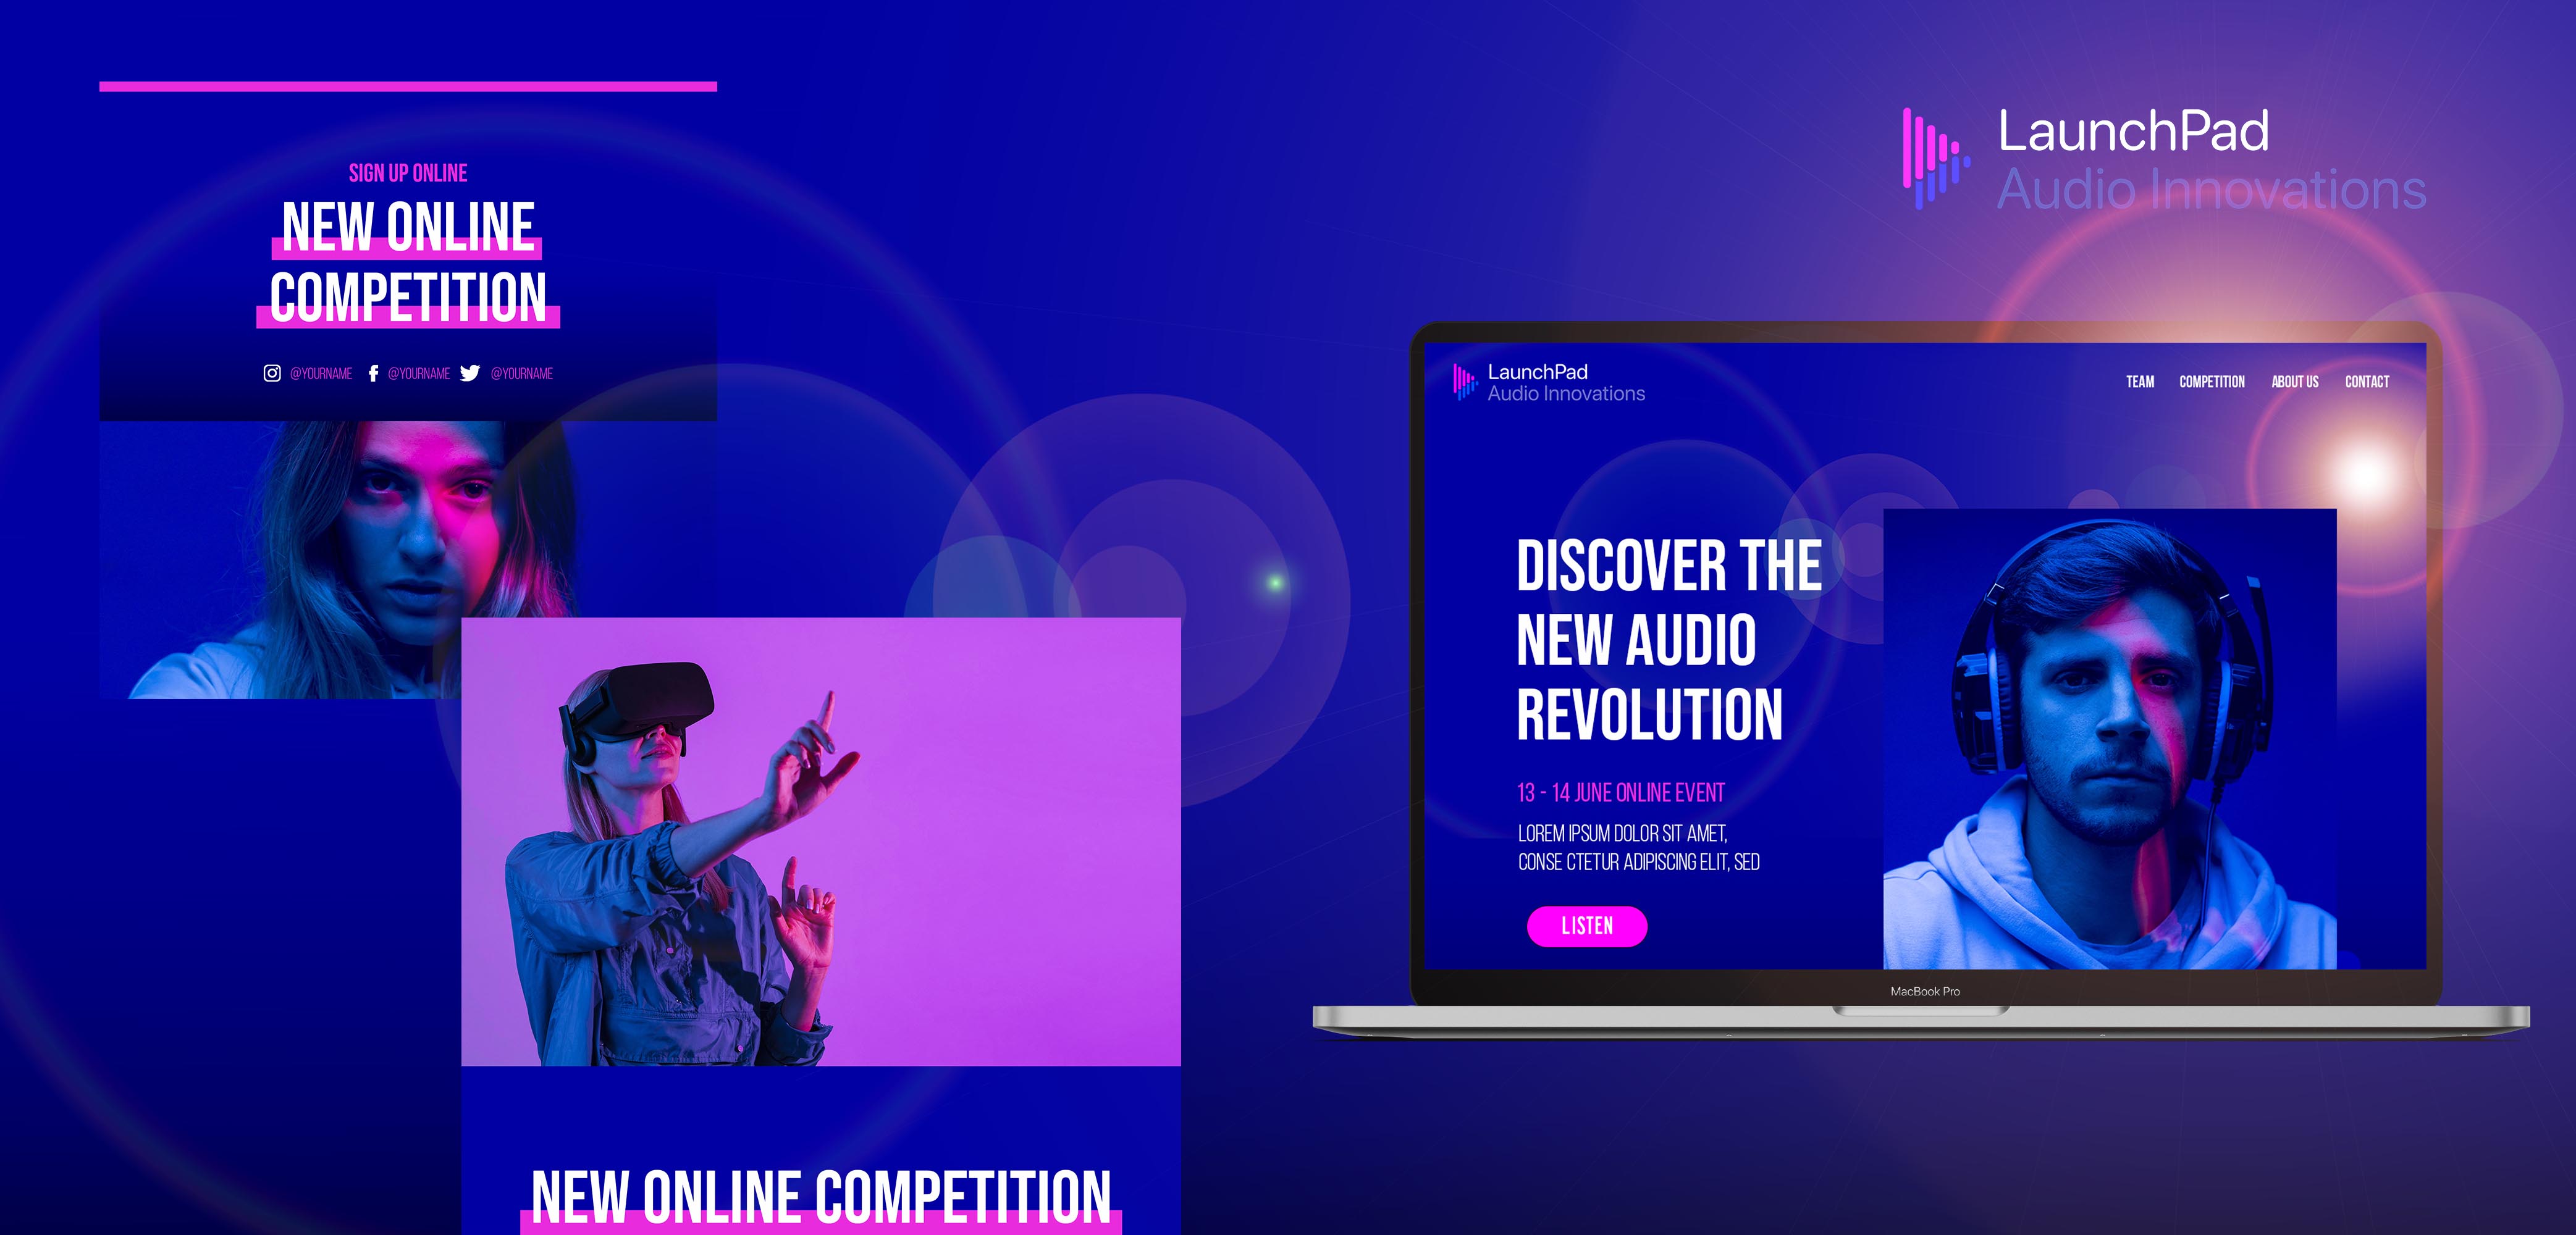 SIGN UP ONLINE
NEW ONLINE
COMPETITION
@YOURNAME @YOURNAME @YOURNAME
NEW ONLINE COMPETITION
LaunchPad
Audio Innovations
LaunchPad
Audio Innovations
TEAM COMPETITION ABOUT US CONTACT
DISCOVER THE
NEW AUDIO
REVOLUTION
13 - 14 JUNE ONLINE EVENT
LOREM IPSUM DOLOR SIT AMET,
CONSE CTETUR ADIPISCING ELIT, SED
LISTEN
MacBook Pro